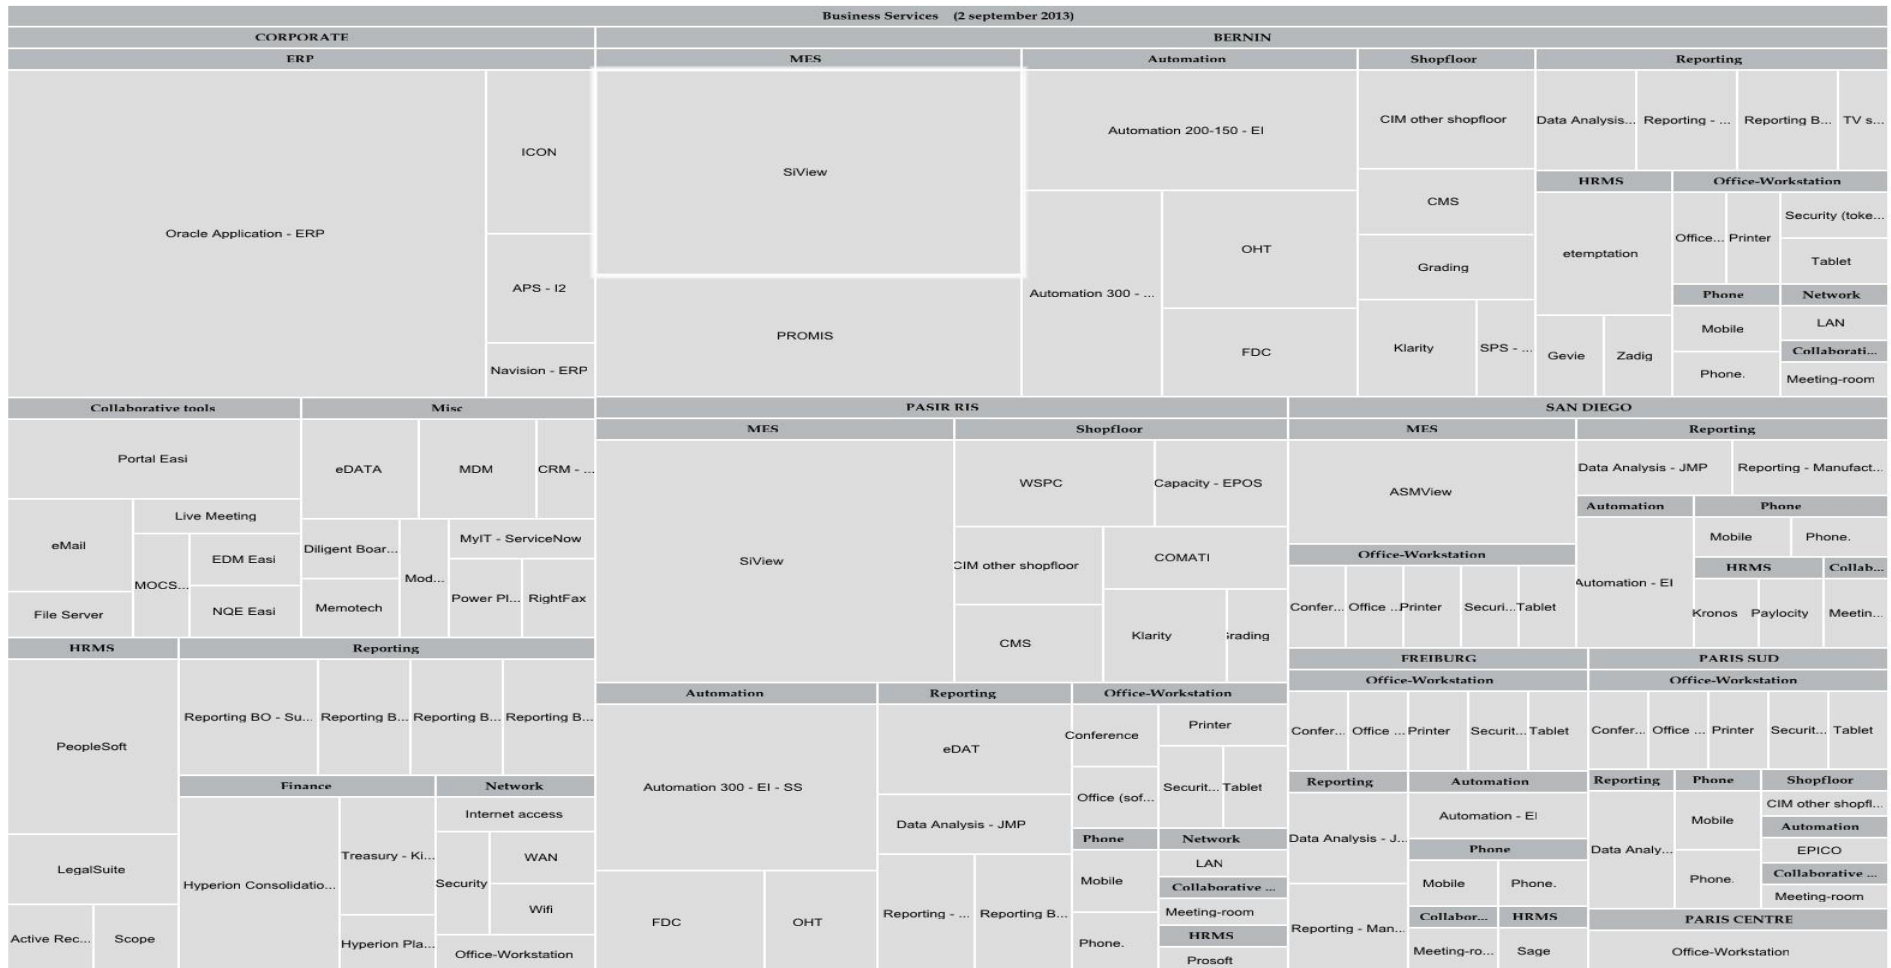 Business Services (2 september 2013)
CORPORATE
ERP
Oracle Application - ERP
ICON
APS - I2
Navision - ERP
Collaborative tools
Portal Easi
eMail
File Server
Live Meeting
MOCS...
EDM Easi
NQE Easi
Misc
eDATA
MDM
CRM - ...
Diligent Boar...
Memotech
Mod...
MyIT - ServiceNow
Power Pl...
RightFax
HRMS
PeopleSoft
LegalSuite
Active Rec...
Scope
Reporting
Reporting BO - Su...
Reporting B...
Reporting B...
Reporting B...
Finance
Hyperion Consolidatio...
Treasury - Ki...
Hyperion Pla...
Network
Internet access
Security
WAN
Wifi
Office-Workstation
BERNIN
MES
SiView
PROMIS
Automation
Automation 200-150 - EI
Automation 300 - ...
OHT
FDC
Shopfloor
CIM other shopfloor
CMS
Grading
Klarity
SPS - ...
Reporting
Data Analysis...
Reporting - ...
Reporting B...
TV s...
HRMS
etemptation
Gevie
Zadig
Office-Workstation
Office...
Printer
Security (toke...
Tablet
Phone
Mobile
Phone.
Network
LAN
Collaborati...
Meeting-room
PASIR RIS
MES
SiView
Shopfloor
WSPC
Capacity - EPOS
CIM other shopfloor
CMS
COMATI
Klarity
Grading
Automation
Automation 300 - EI - SS
FDC
OHT
Reporting
eDAT
Data Analysis - JMP
Reporting - ...
Reporting B...
Office-Workstation
Conference
Office (sof...
Printer
Securit...
Tablet
Phone
Mobile
Phone.
Network
LAN
Collaborative ...
Meeting-room
HRMS
Prosoft
SAN DIEGO
MES
ASMView
Office-Workstation
Confer...
Office ...
Printer
Securi...
Tablet
Reporting
Data Analysis - JMP
Reporting - Manufact...
Automation
Automation - EI
Phone
Mobile
Phone.
HRMS
Kronos
Paylocity
Collab...
Meetin...
FREIBURG
Office-Workstation
Confer...
Office ...
Printer
Securit...
Tablet
Reporting
Data Analysis - J...
Reporting - Man...
Automation
Automation - EI
Phone
Mobile
Phone.
Collabor...
Meeting-ro...
HRMS
Sage
PARIS SUD
Office-Workstation
Confer...
Office ...
Printer
Securit...
Tablet
Reporting
Data Analy...
Phone
Mobile
Phone.
Shopfloor
CIM other shopfl...
Automation
EPICO
Collaborative ...
Meeting-room
PARIS CENTRE
Office-Workstation